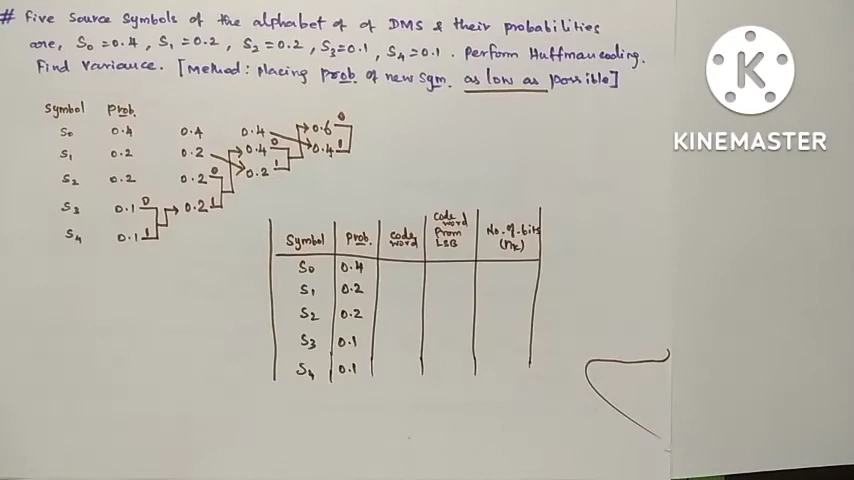 # Five Source Symbols of the alphabet of of DMS & their probabilities
are, S0 = 0.4, S1 = 0.2, S2 = 0.2, S3 = 0.1, S4 = 0.1. Perform Huffman coding.
Find Variance. [Method: Placing prob. of new sym. as low as possible]
K
KINEMASTER
Symbol Prob.
S0 0.4 0.4 0.4 0.6 0
S1 0.2 0.2 0.4 0 0.4 1
S2 0.2 0.2 0 0.2 1
S3 0.1 0 0.2 1
S4 0.1 1
Symbol Prob. code word code word from LSB No. of bits (nk)
S0 0.4
S1 0.2
S2 0.2
S3 0.1
S4 0.1